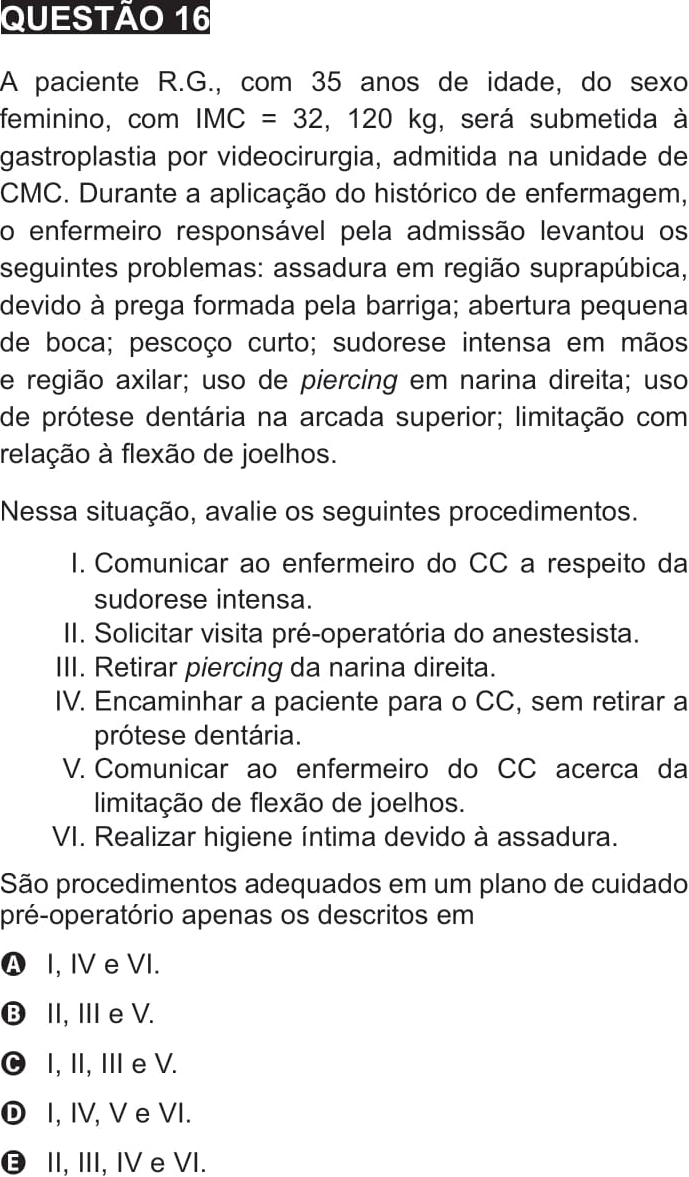 QUESTÃO 16
A paciente R.G., com 35 anos de idade, do sexo
feminino, com IMC = 32, 120 kg, será submetida à
gastroplastia por videocirurgia, admitida na unidade de
CMC. Durante a aplicação do histórico de enfermagem,
o enfermeiro responsável pela admissão levantou os
seguintes problemas: assadura em região suprapúbica,
devido à prega formada pela barriga; abertura pequena
de boca; pescoço curto; sudorese intensa em mãos
e região axilar; uso de piercing em narina direita; uso
de prótese dentária na arcada superior; limitação com
relação à flexão de joelhos.
Nessa situação, avalie os seguintes procedimentos.
I. Comunicar ao enfermeiro do CC a respeito da
sudorese intensa.
II. Solicitar visita pré-operatória do anestesista.
III. Retirar piercing da narina direita.
IV. Encaminhar a paciente para o CC, sem retirar a
prótese dentária.
V. Comunicar ao enfermeiro do CC acerca da
limitação de flexão de joelhos.
VI. Realizar higiene íntima devido à assadura.
São procedimentos adequados em um plano de cuidado
pré-operatório apenas os descritos em
A I, IV e VI.
B II, III e V.
C I, II, III e V.
D I, IV, V e VI.
E II, III, IV e VI.